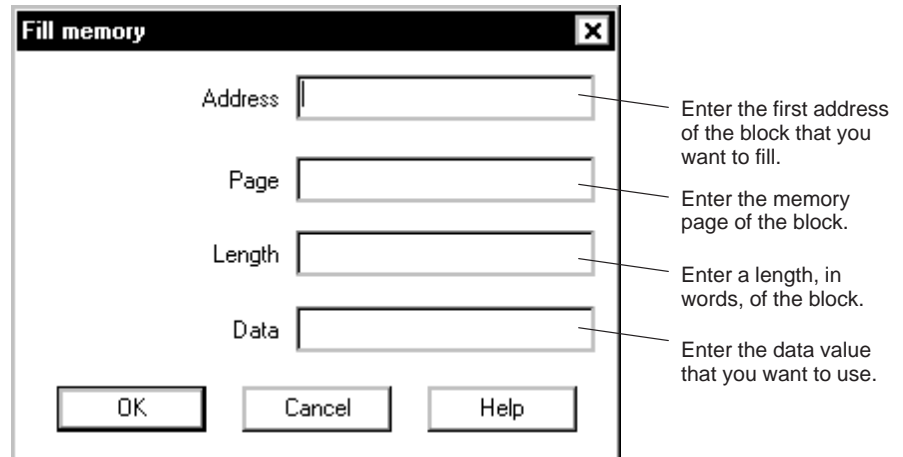 Fill memory
Address
Enter the first address
of the block that you
want to fill.
Page
Enter the memory
page of the block.
Length
Enter a length, in
words, of the block.
Data
Enter the data value
that you want to use.
OK
Cancel
Help